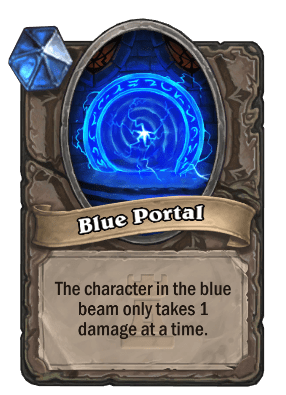 Blue Portal
The character in the blue
beam only takes 1
damage at a time.